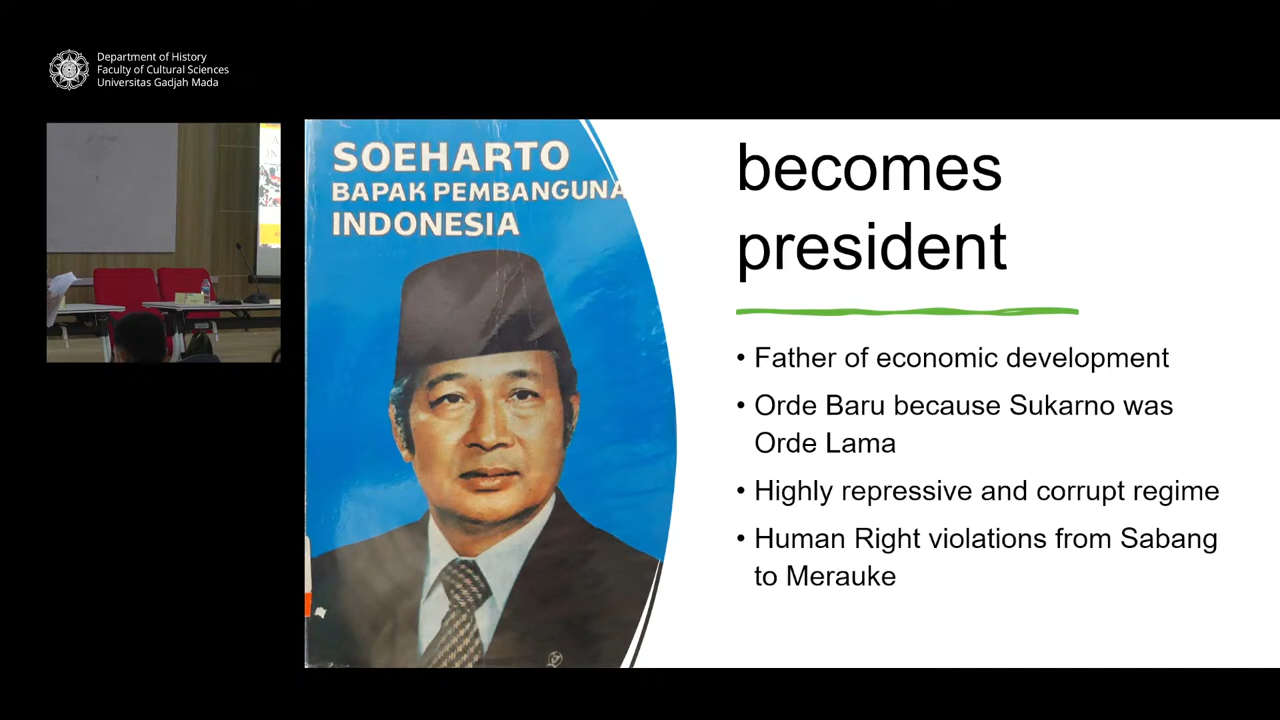 Department of History
Faculty of Cultural Sciences
Universitas Gadjah Mada
SOEHARTO
BAPAK PEMBANGUNA
INDONESIA
becomes
president
• Father of economic development
• Orde Baru because Sukarno was
Orde Lama
• Highly repressive and corrupt regime
• Human Right violations from Sabang
to Merauke